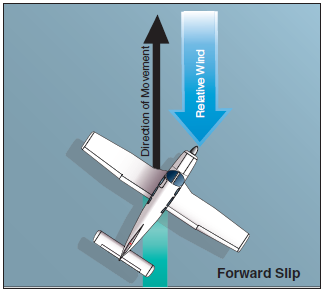 Direction of Movement
Relative Wind
Forward Slip